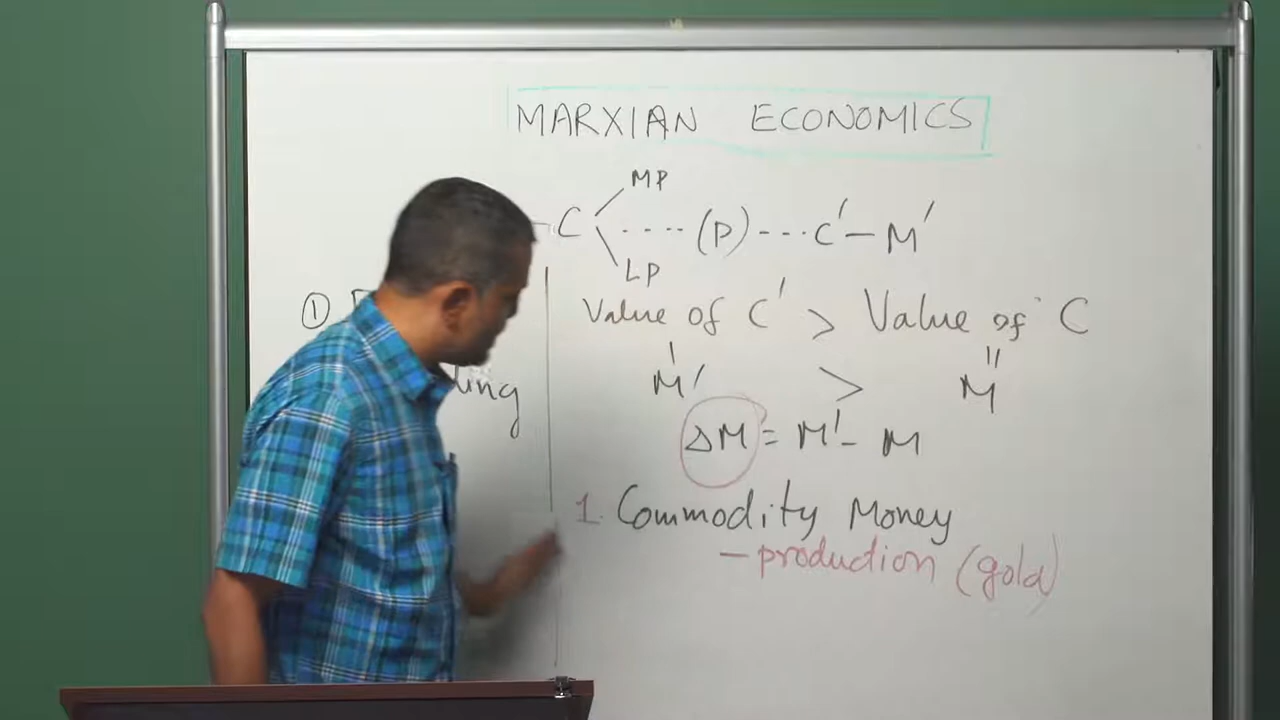 MARXIAN ECONOMICS
MP
- C ---- (P) --- C' - M'
LP
①
Value of C' > Value of C
M' > M
ΔM = M' - M
1. Commodity Money
- production (gold)